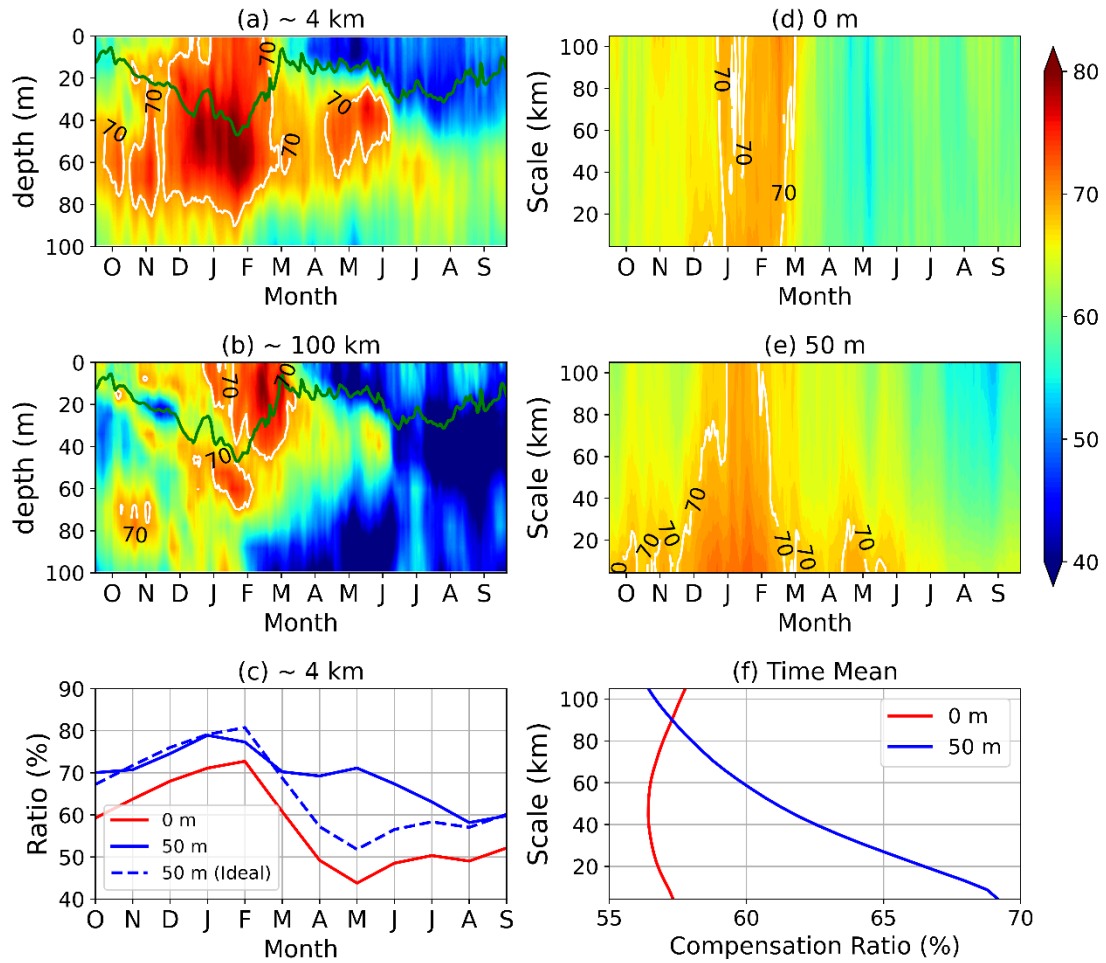 (a) ~ 4 km
0
20
40
60
80
100
depth (m)
70
70
70
70
70
O N D J F M A M J J A S
Month
(d) 0 m
100
80
60
40
20
Scale (km)
70
70
70
O N D J F M A M J J A S
Month
80
70
60
50
40
(b) ~ 100 km
0
20
40
60
80
100
depth (m)
70
70
70
70
O N D J F M A M J J A S
Month
(e) 50 m
100
80
60
40
20
Scale (km)
0
70
70
70
70
70
70
70
O N D J F M A M J J A S
Month
(c) ~ 4 km
90
80
70
60
50
40
Ratio (%)
0 m
50 m
50 m (Ideal)
O N D J F M A M J J A S
Month
(f) Time Mean
100
80
60
40
20
Scale (km)
0 m
50 m
55 60 65 70
Compensation Ratio (%)